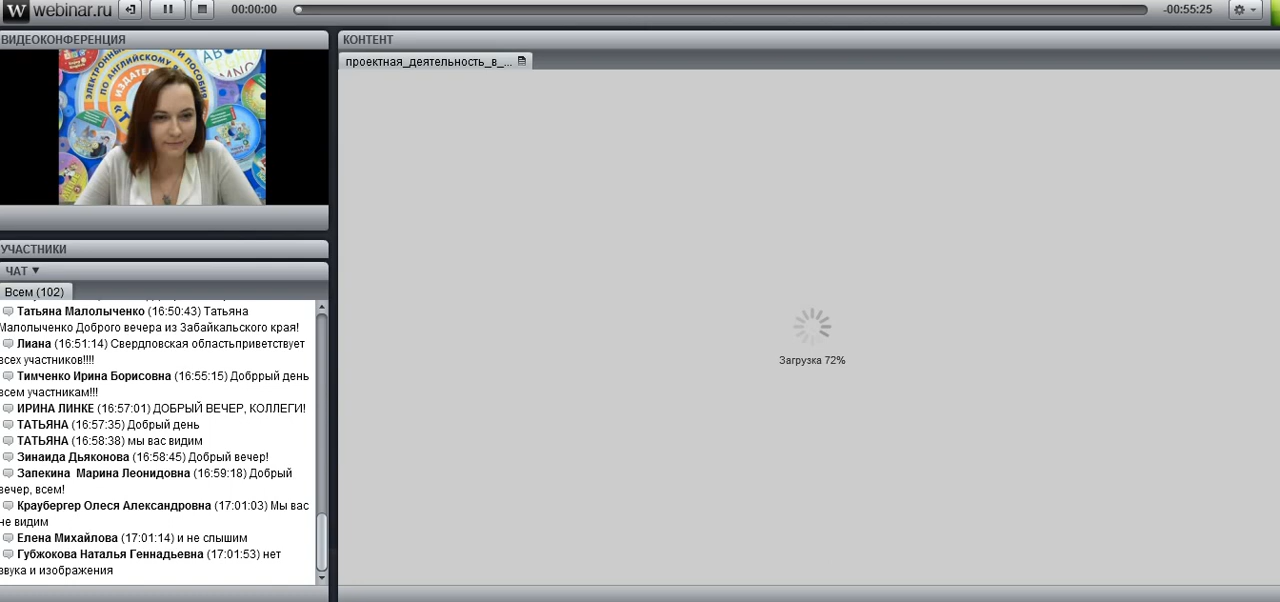 W webinar.ru 00:00:00 -00:55:25
ВИДЕОКОНФЕРЕНЦИЯ
ЭЛЕКТРОННЫ И ПОСОБИЯ
ПО АНГЛИЙСКОМУ
ИЗДАТЕЛ
УЧАСТНИКИ
ЧАТ ▼
Всем (102)
Татьяна Малолыченко (16:50:43) Татьяна
Малолыченко Доброго вечера из Забайкальского края!
Лиана (16:51:14) Свердловская областьприветствует
всех участников!!!!
Тимченко Ирина Борисовна (16:55:15) Добррый день
всем участникам!!!
ИРИНА ЛИНКЕ (16:57:01) ДОБРЫЙ ВЕЧЕР, КОЛЛЕГИ!
ТАТЬЯНА (16:57:35) Добрый день
ТАТЬЯНА (16:58:38) мы вас видим
Зинаида Дьяконова (16:58:45) Добрый вечер!
Запекина Марина Леонидовна (16:59:18) Добрый
вечер, всем!
Краубергер Олеся Александровна (17:01:03) Мы вас
не видим
Елена Михайлова (17:01:14) и не слышим
Губжокова Наталья Геннадьевна (17:01:53) нет
звука и изображения
КОНТЕНТ
проектная_деятельность_в_...
Загрузка 72%